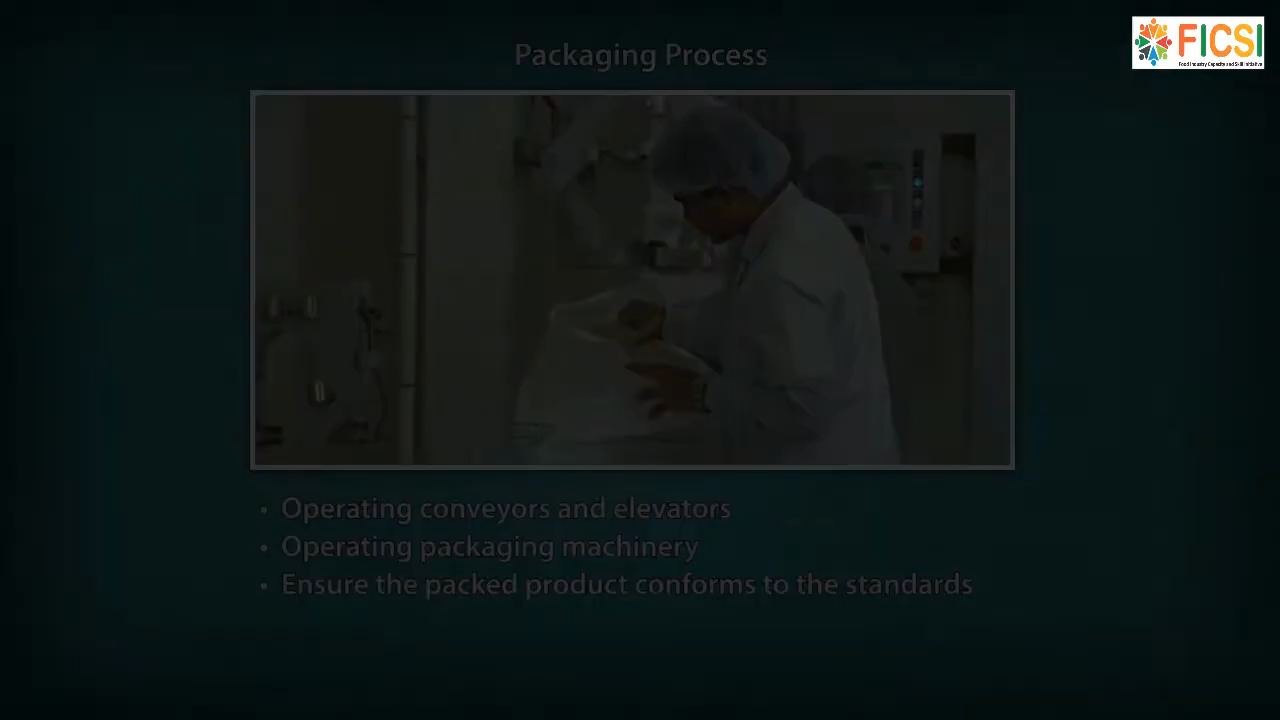 Packaging Process
FICSI
Food Industry Capacity and Skill Initiative
• Operating conveyors and elevators
• Operating packaging machinery
• Ensure the packed product conforms to the standards